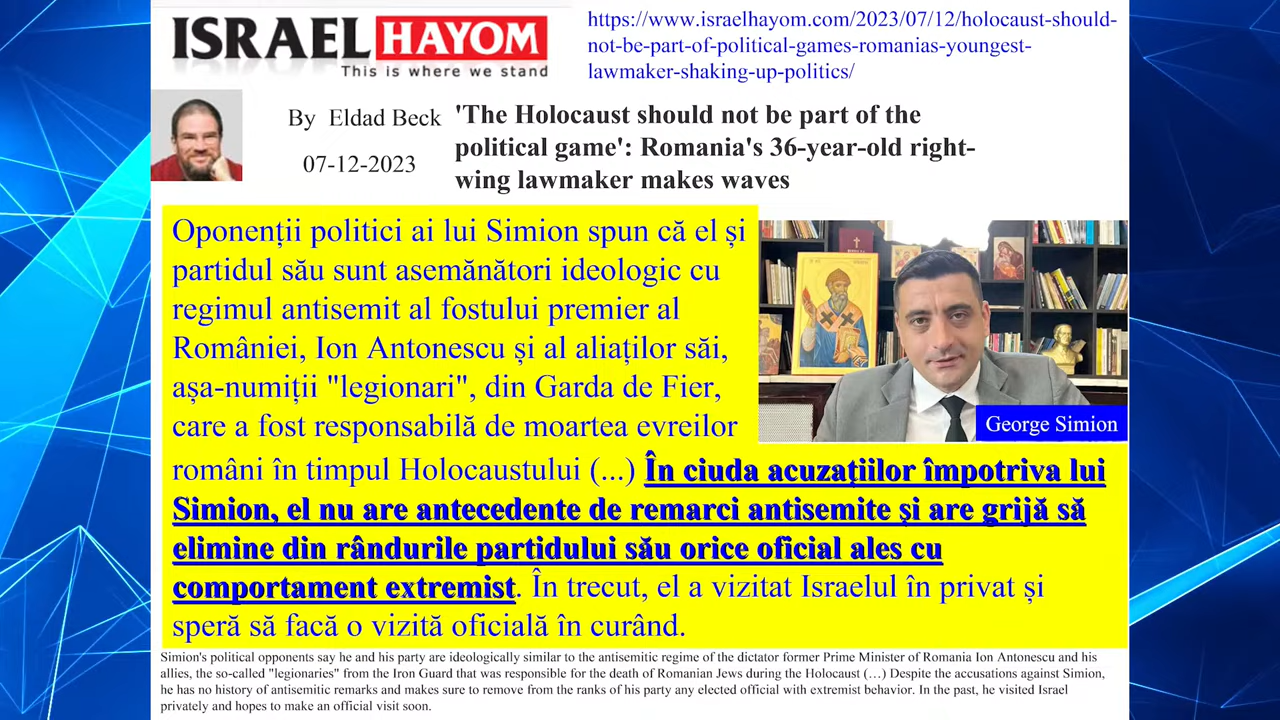 ISRAEL HAYOM
This is where we stand
https://www.israelhayom.com/2023/07/12/holocaust-should-
not-be-part-of-political-games-romanias-youngest-
lawmaker-shaking-up-politics/
By Eldad Beck
07-12-2023
'The Holocaust should not be part of the
political game': Romania's 36-year-old right-
wing lawmaker makes waves
Oponenții politici ai lui Simion spun că el și
partidul său sunt asemănători ideologic cu
regimul antisemit al fostului premier al
României, Ion Antonescu și al aliaților săi,
așa-numiții "legionari", din Garda de Fier,
care a fost responsabilă de moartea evreilor
români în timpul Holocaustului (...) În ciuda acuzațiilor împotriva lui
Simion, el nu are antecedente de remarci antisemite și are grijă să
elimine din rândurile partidului său orice oficial ales cu
comportament extremist. În trecut, el a vizitat Israelul în privat și
speră să facă o vizită oficială în curând.
George Simion
Simion's political opponents say he and his party are ideologically similar to the antisemitic regime of the dictator former Prime Minister of Romania Ion Antonescu and his
allies, the so-called "legionaries" from the Iron Guard that was responsible for the death of Romanian Jews during the Holocaust (…) Despite the accusations against Simion,
he has no history of antisemitic remarks and makes sure to remove from the ranks of his party any elected official with extremist behavior. In the past, he visited Israel
privately and hopes to make an official visit soon.